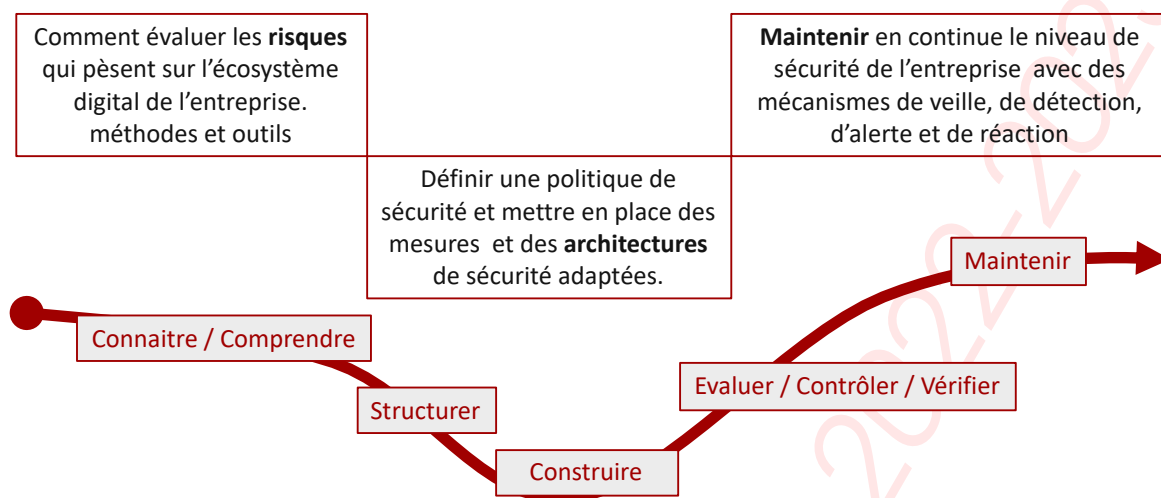 Comment évaluer les risques
qui pèsent sur l'écosystème
digital de l'entreprise.
méthodes et outils
Maintenir en continue le niveau de
sécurité de l'entreprise avec des
mécanismes de veille, de détection,
d'alerte et de réaction
Définir une politique de
sécurité et mettre en place des
mesures et des architectures
de sécurité adaptées.
Maintenir
Connaitre / Comprendre
Evaluer / Contrôler / Vérifier
Structurer
Construire